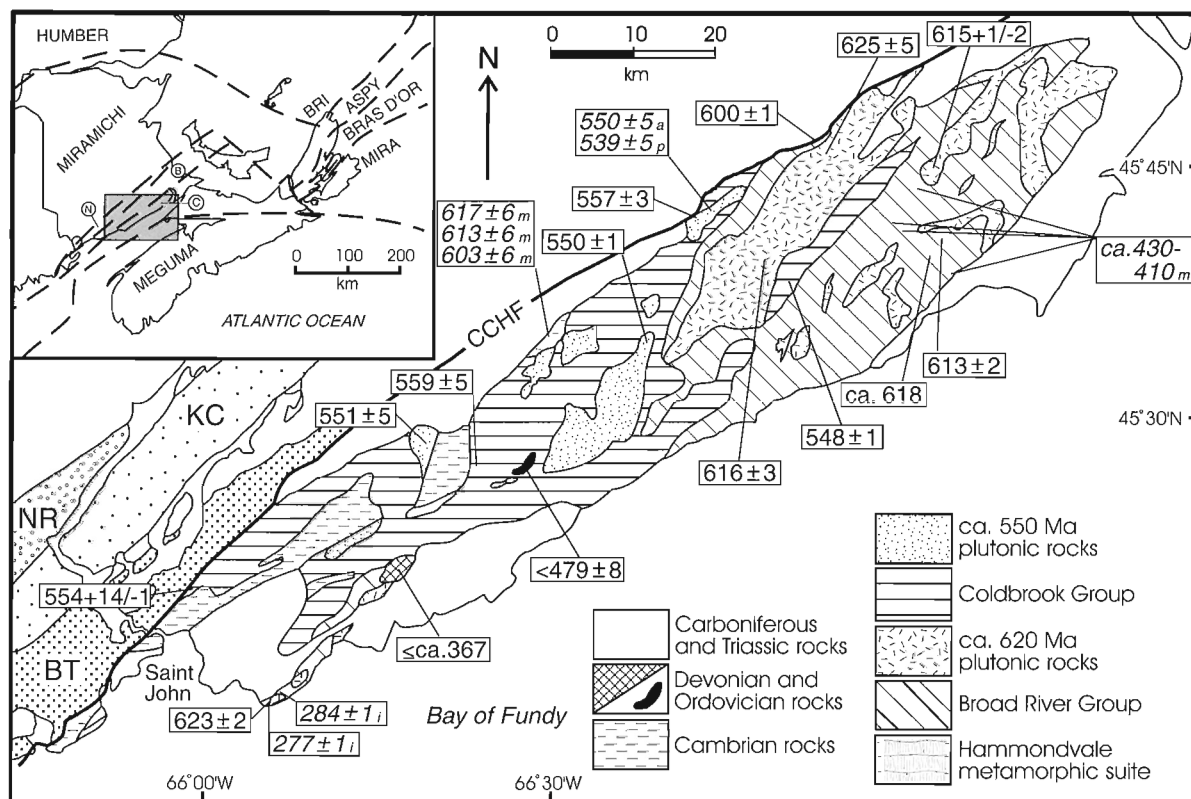 HUMBER
MIRAMICHI
BRI
ASPY
BRAS D'OR
MIRA
B
N
C
MEGUMA
0 100 200
km
ATLANTIC OCEAN
N
0 10 20
km
625±5
615+1/-2
600±1
550±5a
539±5p
45°45'N
557±3
617±6m
613±6m
603±6m
550±1
ca.430-
410m
CCHF
613±2
559±5
ca. 618
551±5
548±1
45°30'N
KC
616±3
NR
<479±8
554+14/-1
≤ca.367
BT
Saint
John
623±2
284±1i
277±1i
Bay of Fundy
66°00'W
66°30'W
Carboniferous
and Triassic rocks
Devonian and
Ordovician rocks
Cambrian rocks
ca. 550 Ma
plutonic rocks
Coldbrook Group
ca. 620 Ma
plutonic rocks
Broad River Group
Hammondvale
metamorphic suite